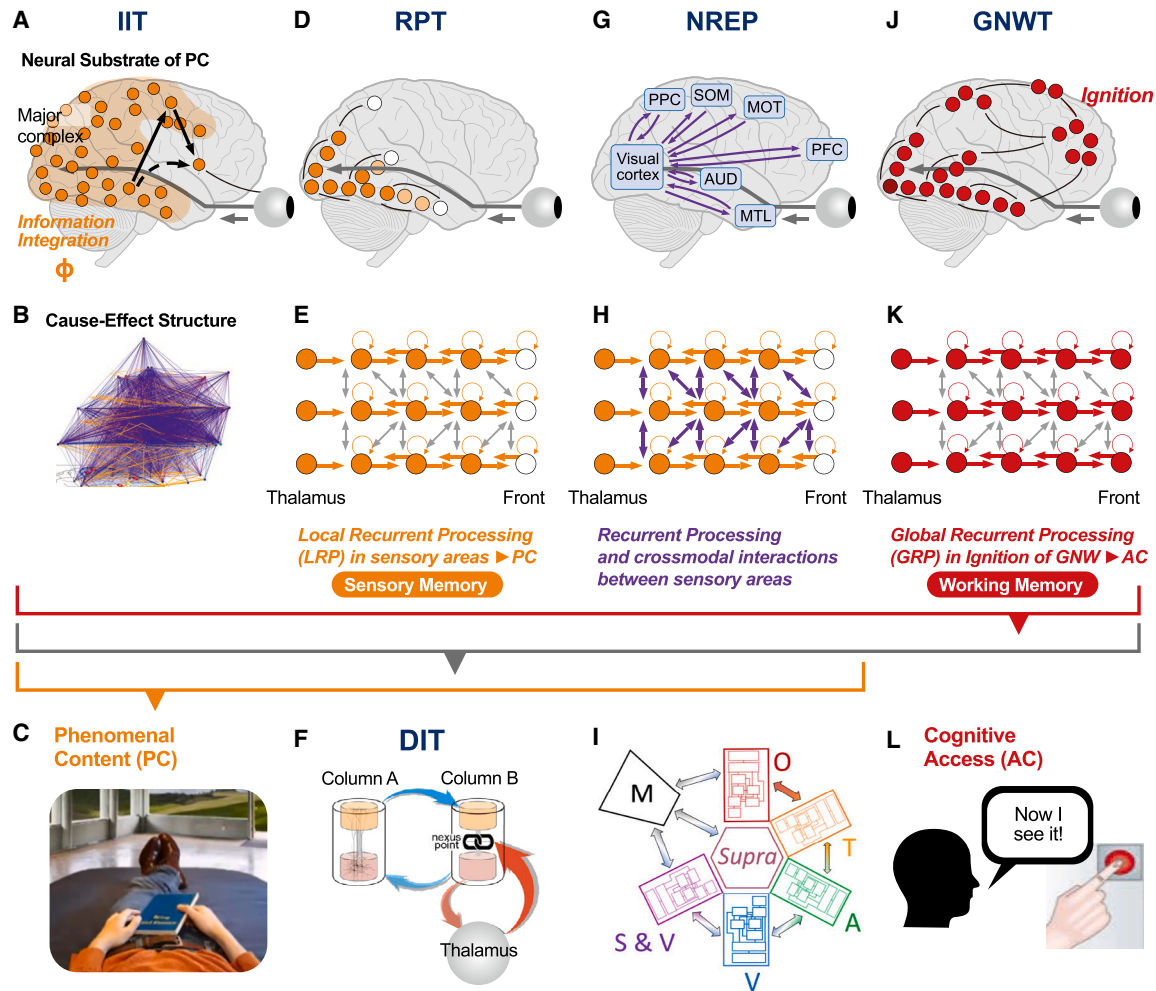 A
IIT
Neural Substrate of PC
Major
complex
Information
Integration
ϕ
D
RPT
G
NREP
PPC
SOM
MOT
PFC
Visual
cortex
AUD
MTL
J
GNWT
Ignition
B
Cause-Effect Structure
E
Thalamus
Front
Local Recurrent Processing
(LRP) in sensory areas ►PC
Sensory Memory
H
Thalamus
Front
Recurrent Processing
and crossmodal interactions
between sensory areas
K
Thalamus
Front
Global Recurrent Processing
(GRP) in Ignition of GNW ►AC
Working Memory
C
Phenomenal
Content (PC)
F
DIT
Column A
Column B
nexus
point
Thalamus
I
M
O
T
Supra
A
S & V
V
L
Cognitive
Access (AC)
Now I
see it!